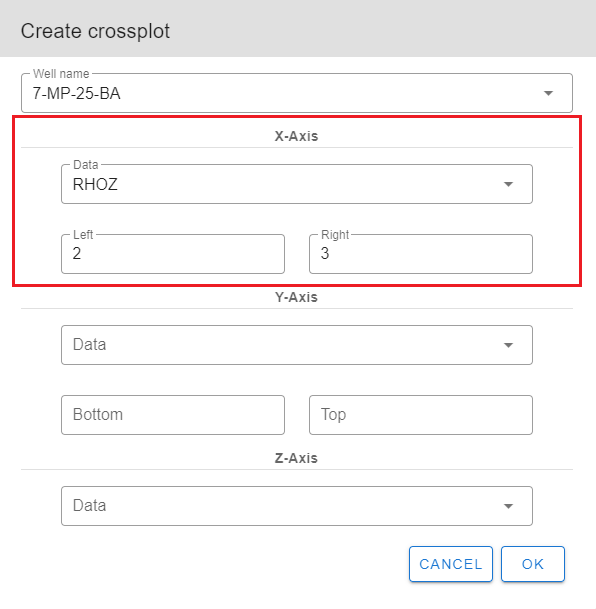 Create crossplot
Well name
7-MP-25-BA
X-Axis
Data
RHOZ
Left Right
2 3
Y-Axis
Data
Bottom Top
Z-Axis
Data
CANCEL OK